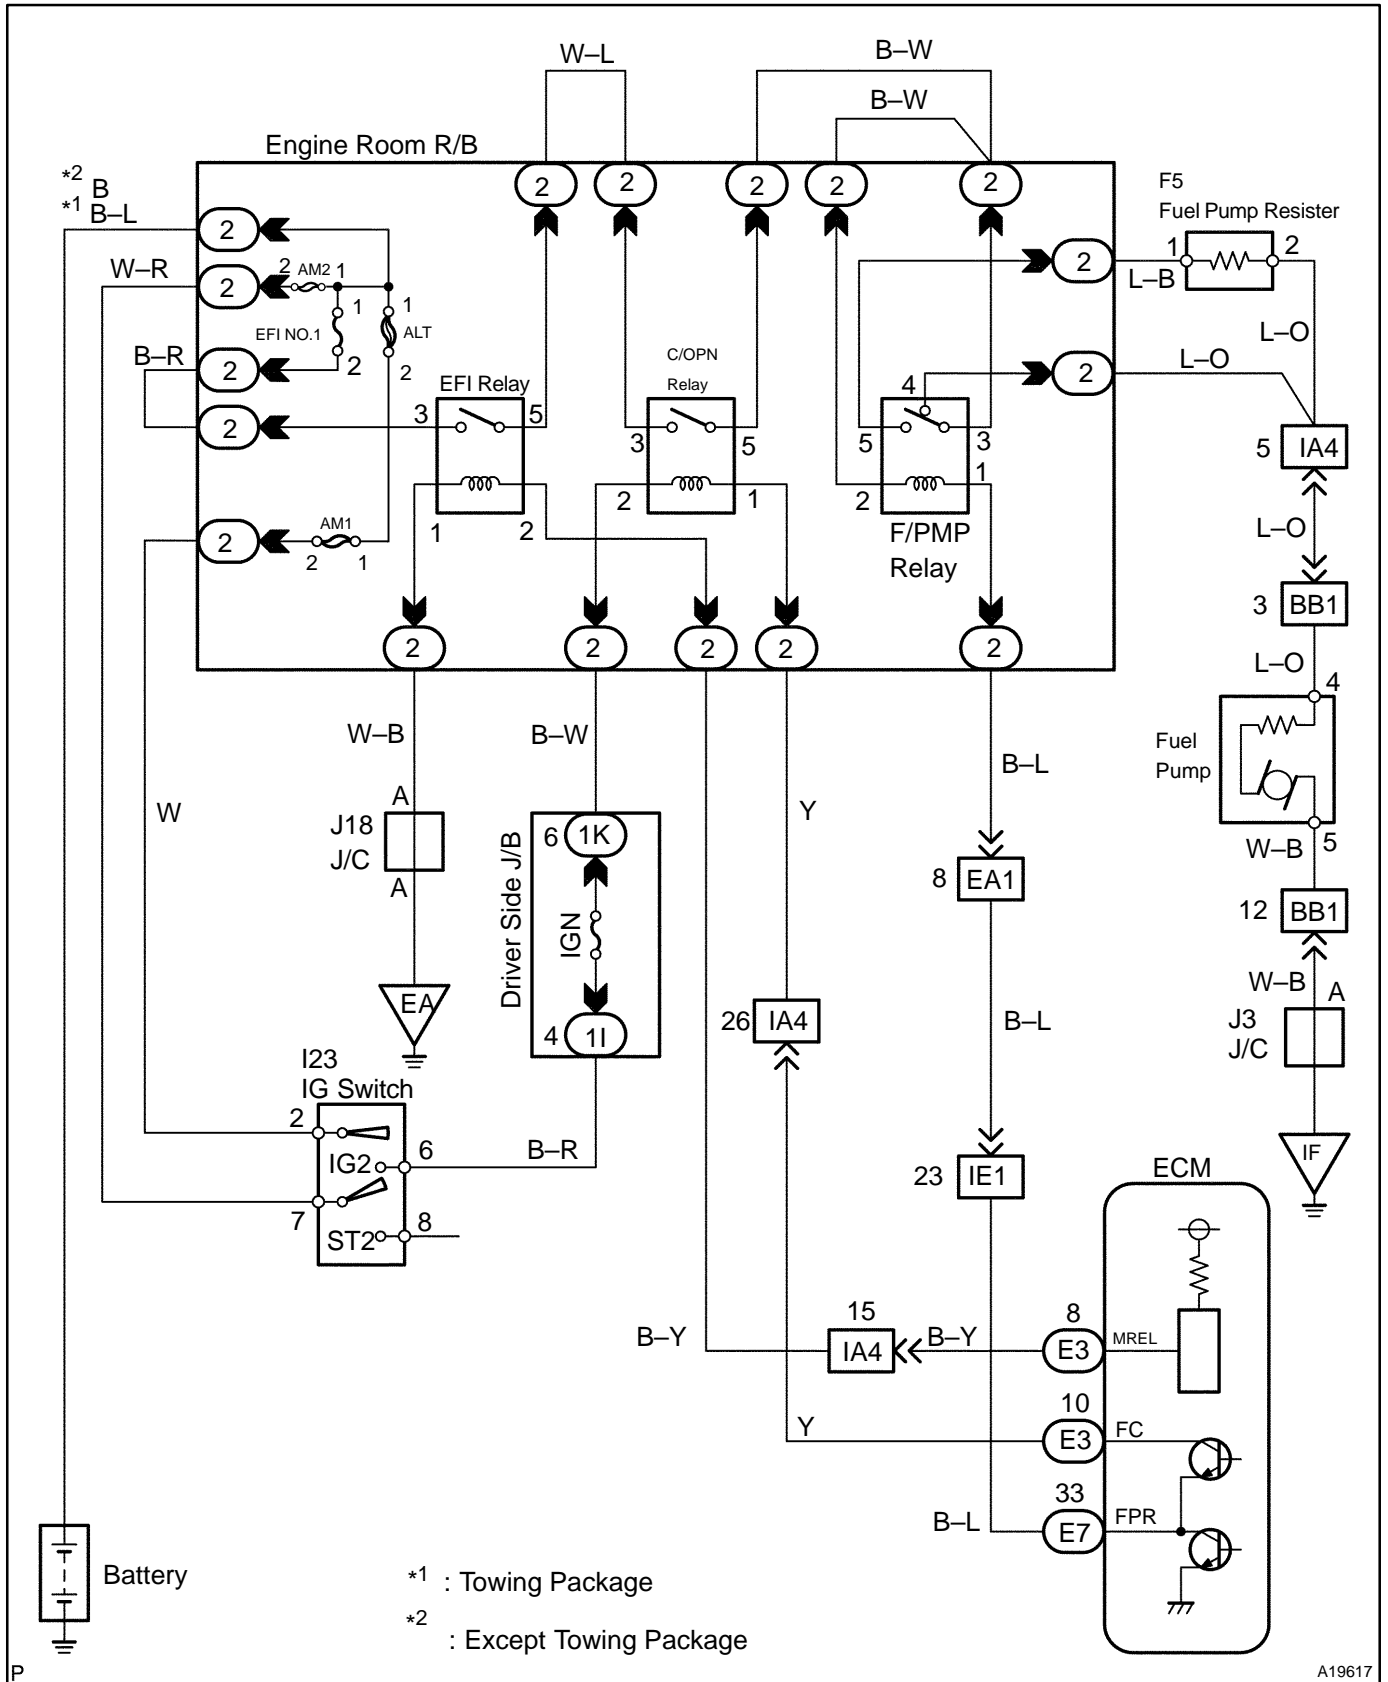 W–L
B–W
B–W
Engine Room R/B
*2 B
*1 B–L
2
2
2
2
2
F5
Fuel Pump Resister
2
1
2
2
L–B
W–R
2
2 AM2 1
1
1
EFI NO.1
ALT
L–O
B–R
2
2
2
C/OPN
Relay
4
2
L–O
EFI Relay
2
3
5
3
5
5
3
5 IA4
1
2
2
1
2
1
L–O
2
AM1
2
1
F/PMP
Relay
3 BB1
2
2
2
2
2
L–O
4
W–B
B–W
B–L
Fuel
Pump
W
A
Y
J18
J/C
6 1K
5
W–B
A
Driver Side J/B
8 EA1
12 BB1
IGN
EA
W–B
A
26 IA4
B–L
4 1I
J3
J/C
I23
IG Switch
2
6
B–R
IG2
23 IE1
IF
ECM
7
8
ST2
15
8
B–Y
IA4
B–Y
E3
MREL
10
Y
E3
FC
33
B–L
E7
FPR
Battery
*1 : Towing Package
*2 : Except Towing Package
P
A19617